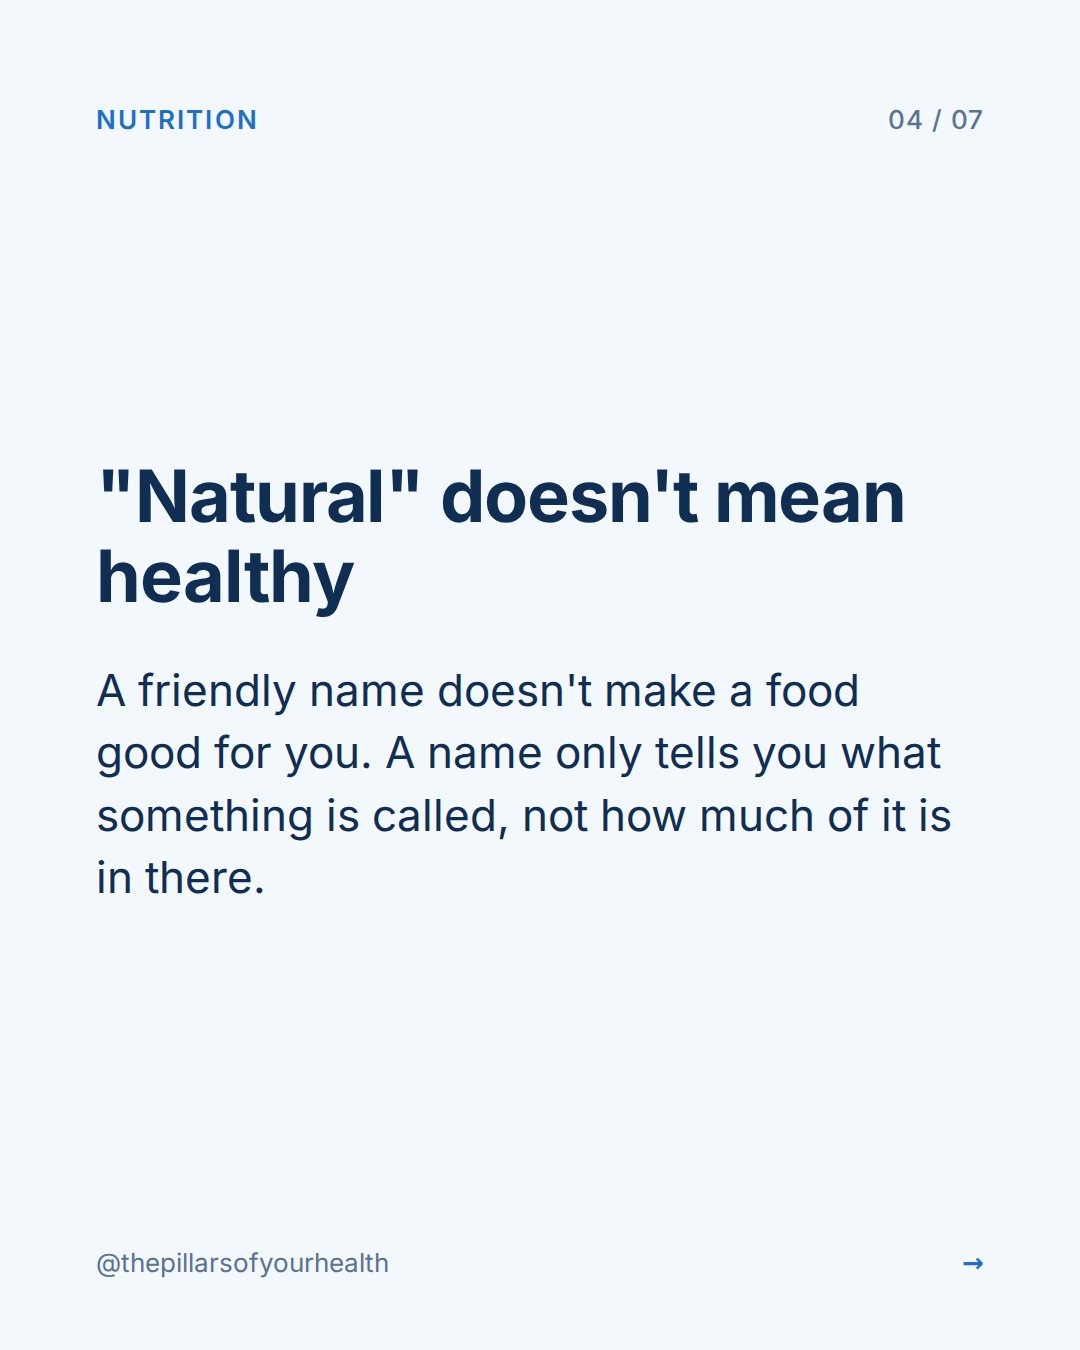 NUTRITION
04 / 07
"Natural" doesn't mean
healthy
A friendly name doesn't make a food
good for you. A name only tells you what
something is called, not how much of it is
in there.
@thepillarsofyourhealth
→